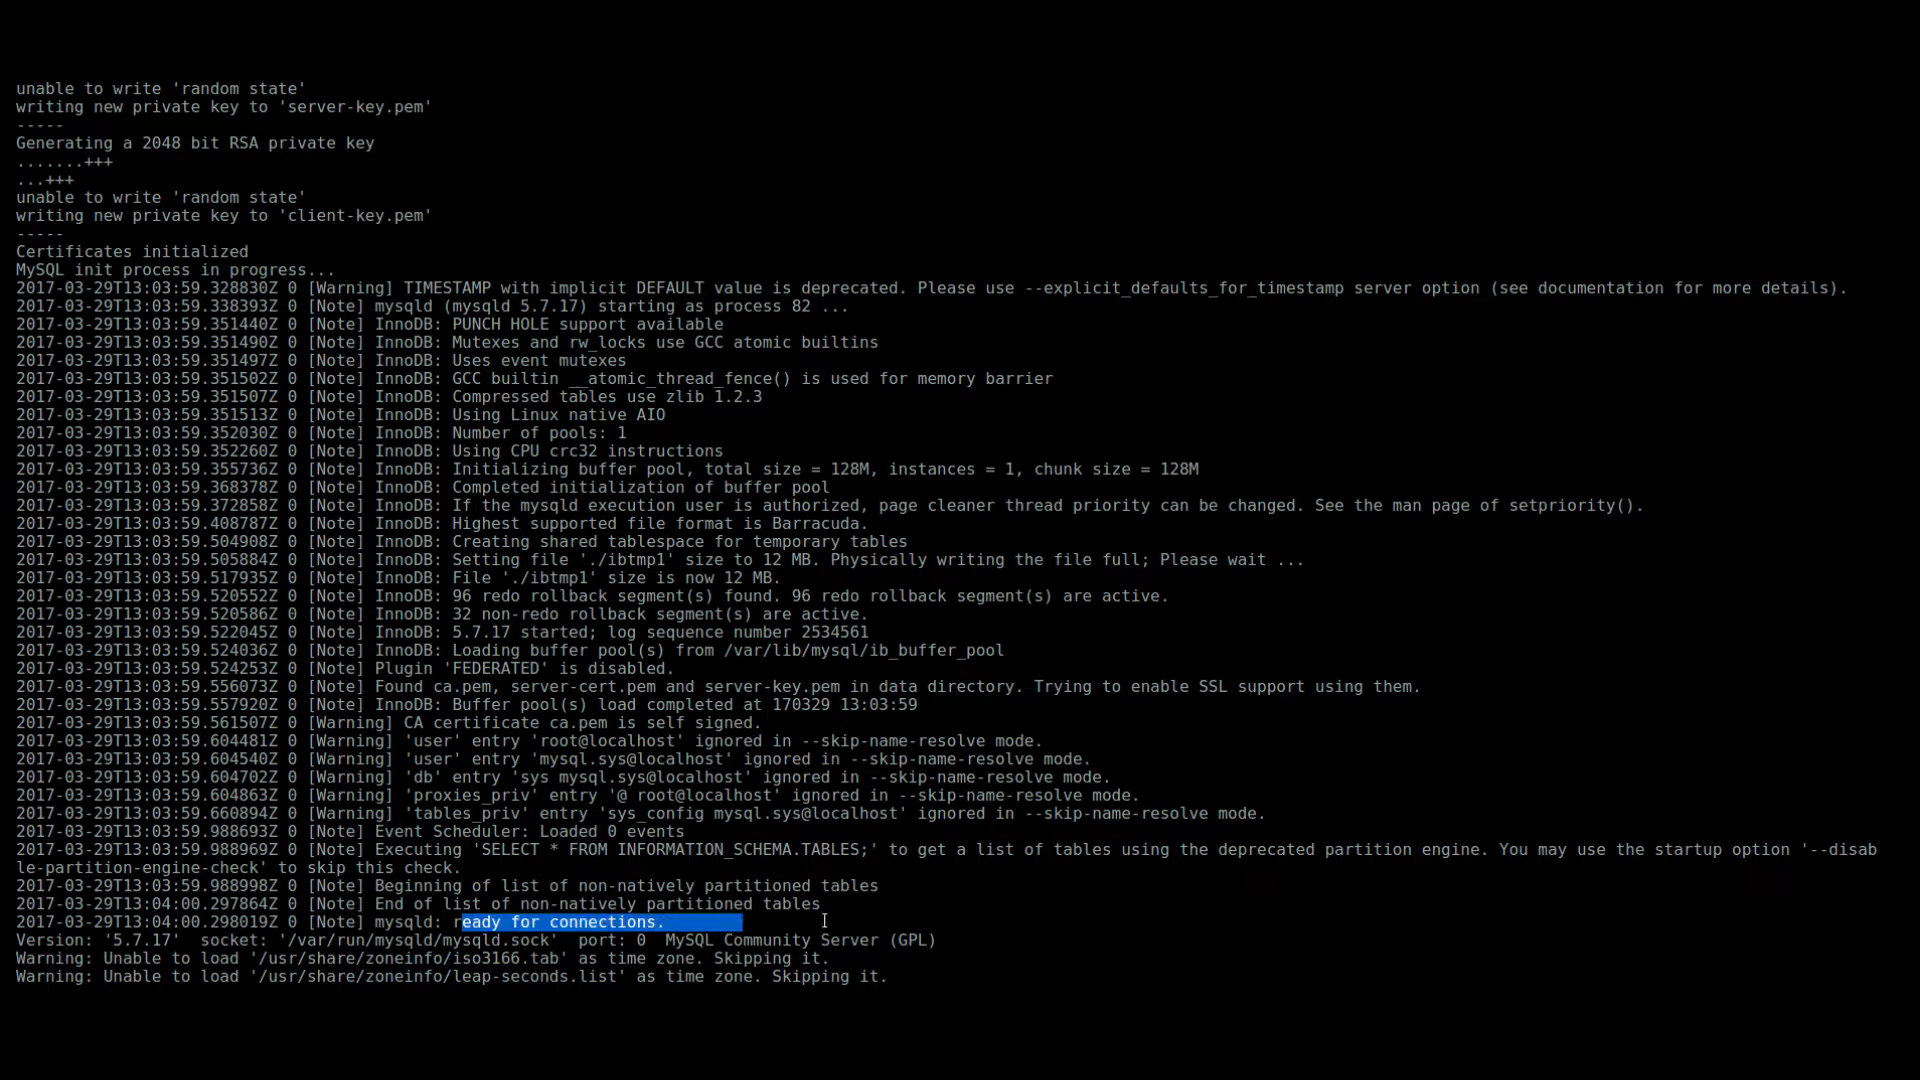 unable to write 'random state'
writing new private key to 'server-key.pem'
-----
Generating a 2048 bit RSA private key
.......+++
...+++
unable to write 'random state'
writing new private key to 'client-key.pem'
-----
Certificates initialized
MySQL init process in progress...
2017-03-29T13:03:59.328830Z 0 [Warning] TIMESTAMP with implicit DEFAULT value is deprecated. Please use --explicit_defaults_for_timestamp server option (see documentation for more details).
2017-03-29T13:03:59.338393Z 0 [Note] mysqld (mysqld 5.7.17) starting as process 82 ...
2017-03-29T13:03:59.351440Z 0 [Note] InnoDB: PUNCH HOLE support available
2017-03-29T13:03:59.351490Z 0 [Note] InnoDB: Mutexes and rw_locks use GCC atomic builtins
2017-03-29T13:03:59.351497Z 0 [Note] InnoDB: Uses event mutexes
2017-03-29T13:03:59.351502Z 0 [Note] InnoDB: GCC builtin __atomic_thread_fence() is used for memory barrier
2017-03-29T13:03:59.351507Z 0 [Note] InnoDB: Compressed tables use zlib 1.2.3
2017-03-29T13:03:59.351513Z 0 [Note] InnoDB: Using Linux native AIO
2017-03-29T13:03:59.352030Z 0 [Note] InnoDB: Number of pools: 1
2017-03-29T13:03:59.352260Z 0 [Note] InnoDB: Using CPU crc32 instructions
2017-03-29T13:03:59.355736Z 0 [Note] InnoDB: Initializing buffer pool, total size = 128M, instances = 1, chunk size = 128M
2017-03-29T13:03:59.368378Z 0 [Note] InnoDB: Completed initialization of buffer pool
2017-03-29T13:03:59.372858Z 0 [Note] InnoDB: If the mysqld execution user is authorized, page cleaner thread priority can be changed. See the man page of setpriority().
2017-03-29T13:03:59.408787Z 0 [Note] InnoDB: Highest supported file format is Barracuda.
2017-03-29T13:03:59.504908Z 0 [Note] InnoDB: Creating shared tablespace for temporary tables
2017-03-29T13:03:59.505884Z 0 [Note] InnoDB: Setting file './ibtmp1' size to 12 MB. Physically writing the file full; Please wait ...
2017-03-29T13:03:59.517935Z 0 [Note] InnoDB: File './ibtmp1' size is now 12 MB.
2017-03-29T13:03:59.520552Z 0 [Note] InnoDB: 96 redo rollback segment(s) found. 96 redo rollback segment(s) are active.
2017-03-29T13:03:59.520586Z 0 [Note] InnoDB: 32 non-redo rollback segment(s) are active.
2017-03-29T13:03:59.522045Z 0 [Note] InnoDB: 5.7.17 started; log sequence number 2534561
2017-03-29T13:03:59.524036Z 0 [Note] InnoDB: Loading buffer pool(s) from /var/lib/mysql/ib_buffer_pool
2017-03-29T13:03:59.524253Z 0 [Note] Plugin 'FEDERATED' is disabled.
2017-03-29T13:03:59.556073Z 0 [Note] Found ca.pem, server-cert.pem and server-key.pem in data directory. Trying to enable SSL support using them.
2017-03-29T13:03:59.557920Z 0 [Note] InnoDB: Buffer pool(s) load completed at 170329 13:03:59
2017-03-29T13:03:59.561507Z 0 [Warning] CA certificate ca.pem is self signed.
2017-03-29T13:03:59.604481Z 0 [Warning] 'user' entry 'root@localhost' ignored in --skip-name-resolve mode.
2017-03-29T13:03:59.604540Z 0 [Warning] 'user' entry 'mysql.sys@localhost' ignored in --skip-name-resolve mode.
2017-03-29T13:03:59.604702Z 0 [Warning] 'db' entry 'sys mysql.sys@localhost' ignored in --skip-name-resolve mode.
2017-03-29T13:03:59.604863Z 0 [Warning] 'proxies_priv' entry '@ root@localhost' ignored in --skip-name-resolve mode.
2017-03-29T13:03:59.660894Z 0 [Warning] 'tables_priv' entry 'sys_config mysql.sys@localhost' ignored in --skip-name-resolve mode.
2017-03-29T13:03:59.988693Z 0 [Note] Event Scheduler: Loaded 0 events
2017-03-29T13:03:59.988969Z 0 [Note] Executing 'SELECT * FROM INFORMATION_SCHEMA.TABLES;' to get a list of tables using the deprecated partition engine. You may use the startup option '--disab
le-partition-engine-check' to skip this check.
2017-03-29T13:03:59.988998Z 0 [Note] Beginning of list of non-natively partitioned tables
2017-03-29T13:04:00.297864Z 0 [Note] End of list of non-natively partitioned tables
2017-03-29T13:04:00.298019Z 0 [Note] mysqld: ready for connections.
Version: '5.7.17'  socket: '/var/run/mysqld/mysqld.sock'  port: 0  MySQL Community Server (GPL)
Warning: Unable to load '/usr/share/zoneinfo/iso3166.tab' as time zone. Skipping it.
Warning: Unable to load '/usr/share/zoneinfo/leap-seconds.list' as time zone. Skipping it.